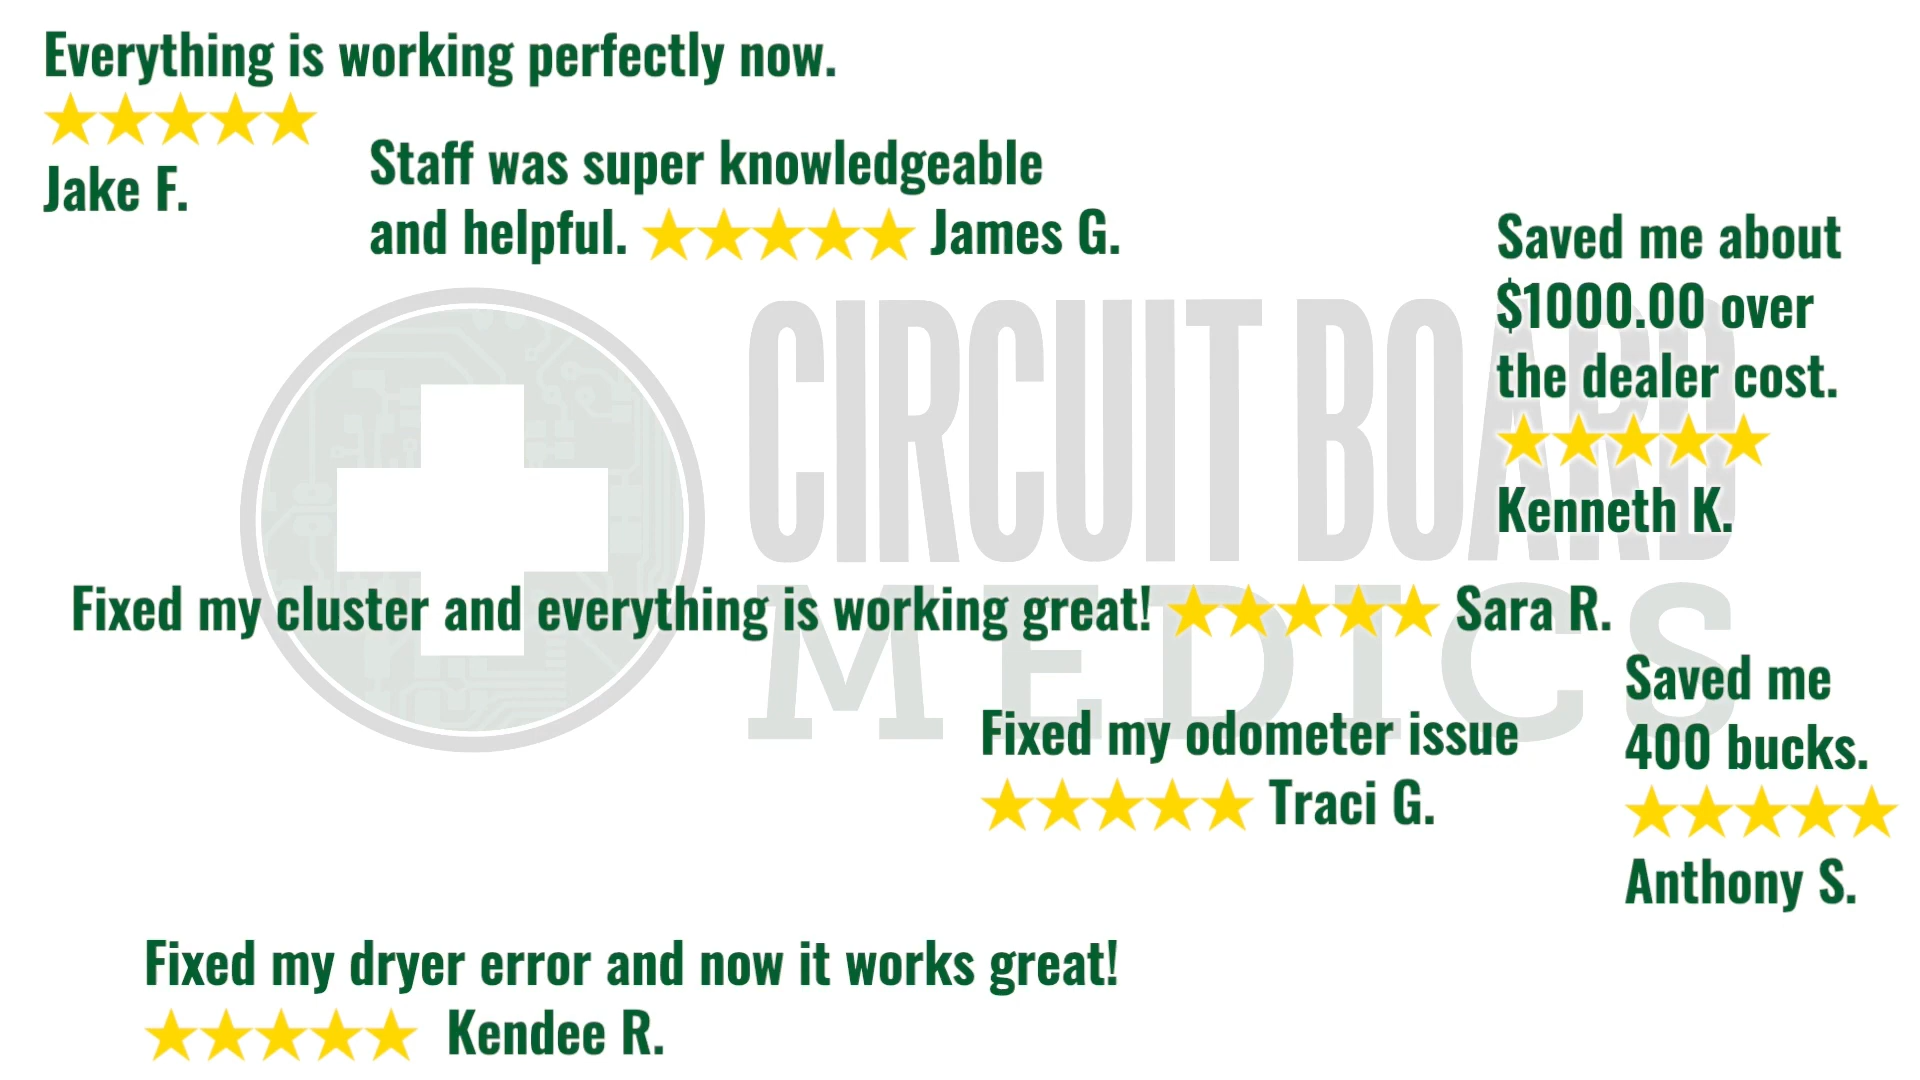 Everything is working perfectly now.
★★★★★
Jake F.
Staff was super knowledgeable
and helpful. ★★★★★ James G.
Saved me about
$1000.00 over
the dealer cost.
★★★★★
Kenneth K.
CIRCUIT BOARD
MEDICS
Fixed my cluster and everything is working great! ★★★★★ Sara R.
Fixed my odometer issue
★★★★★ Traci G.
Saved me
400 bucks.
★★★★★
Anthony S.
Fixed my dryer error and now it works great!
★★★★★ Kendee R.